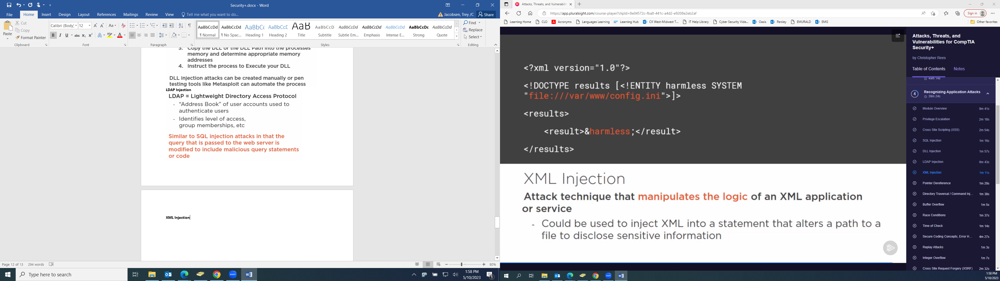 Security+.docx - Word
File Home Insert Design Layout References Mailings Review View Tell me what you want to do... Jacobsen, Trey /C Share
Paste Cut Copy Format Painter
Clipboard
Calibri (Body) 12
Font
Paragraph
AaBbCcDd AaBbCcDd AaBbCc AaBbCcD AaB AaBbCcD AaBbCcDd AaBbCcDd AaBbCcDd AaBbCcDc AaBbCcDd
¶ Normal ¶ No Spac... Heading 1 Heading 2 Title Subtitle Subtle Em... Emphasis Intense E... Strong Quote
Styles
Find Replace Select
Editing
3. Copy the DLL or the DLL Path into the processes
memory and determine appropriate memory
addresses
4. Instruct the process to Execute your DLL
DLL injection attacks can be created manually or pen
testing tools like Metasploit can automate the process
LDAP Injection
LDAP = Lightweight Directory Access Protocol
- “Address Book” of user accounts used to
authenticate users
- Identifies level of access,
group memberships, etc
Similar to SQL injection attacks in that the
query that is passed to the web server is
modified to include malicious query statements
or code
XML Injection
Page 12 of 13 294 words
80%
Type here to search
1:58 PM
5/10/2023
Attacks, Threats, and Vulnerabilit
https://app.pluralsight.com/course-player?clipId=8e04572c-fba8-441c-a4d2-e9208e2eb2af
Sign in
Learning Home CLO Acronyms Languages Learning Learning Hub CX West-Midwest T... IT Help Library Cyber Security Vide... Oasis Parsley EMURALD EMG Other favorites
<?xml version="1.0"?>
<!DOCTYPE results [<!ENTITY harmless SYSTEM
"file:///var/www/config.ini">]>
<results>
<result>&harmless;</result>
</results>
XML Injection
Attack technique that manipulates the logic of an XML application
or service
- Could be used to inject XML into a statement that alters a path to a
file to disclose sensitive information
Attacks, Threats, and
Vulnerabilities for CompTIA
Security+
by Christopher Rees
Table of Contents Notes
49m 14s
4 Recognizing Application Attacks
39m 24s
Module Overview 0m 41s
Privilege Escalation 2m 18s
Cross Site Scripting (XSS) 2m 54s
SQL Injection 1m 16s
DLL Injection 1m 57s
LDAP Injection 0m 43s
XML Injection 1m 11s
Pointer Dereference 1m 20s
Directory Traversal / Command Inj... 1m 38s
Buffer Overflow 1m 5s
Race Conditions 1m 37s
Time of Check 1m 14s
Secure Coding Concepts, Error H... 4m 27s
Replay Attacks 1m 3s
Integer Overflow 1m 7s
Cross Site Request Forgery (XSRF) 2m 32s
1:58 PM
5/10/2023